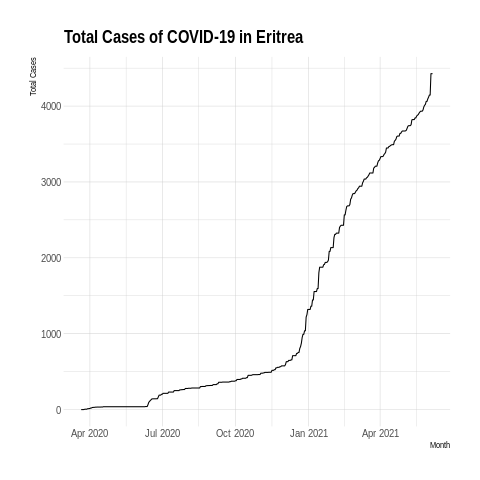 Total Cases of COVID-19 in Eritrea
Total Cases
4000
3000
2000
1000
0
Apr 2020 Jul 2020 Oct 2020 Jan 2021 Apr 2021
Month